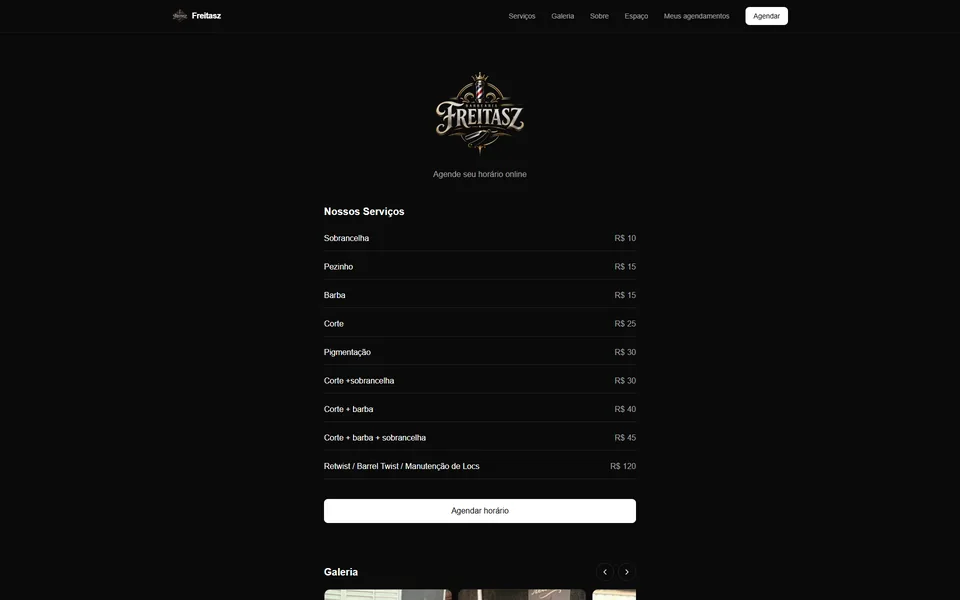 Freitasz
Serviços Galeria Sobre Espaço Meus agendamentos Agendar
BARBEARIA
FREITASZ
Agende seu horário online
Nossos Serviços
Sobrancelha R$ 10
Pezinho R$ 15
Barba R$ 15
Corte R$ 25
Pigmentação R$ 30
Corte +sobrancelha R$ 30
Corte + barba R$ 40
Corte + barba + sobrancelha R$ 45
Retwist / Barrel Twist / Manutenção de Locs R$ 120
Agendar horário
Galeria